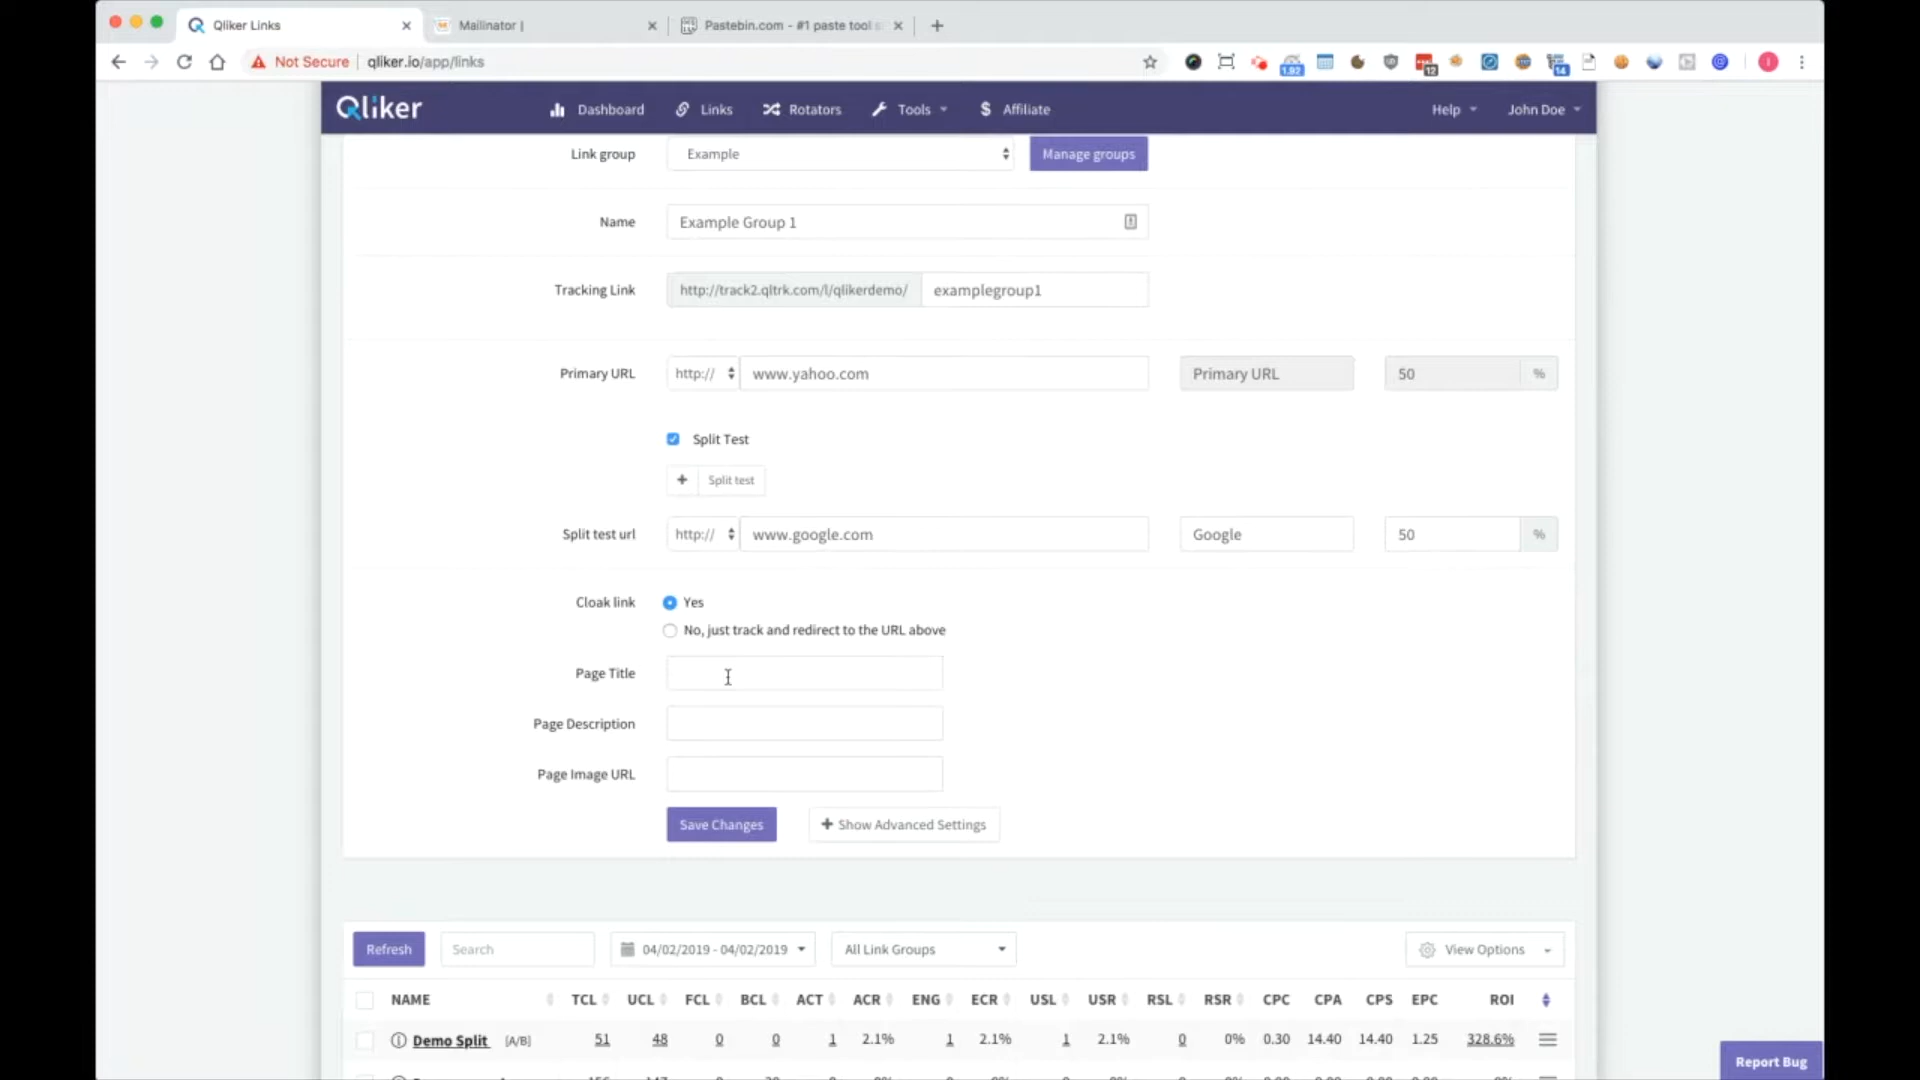 Qliker Links
Mailinator |
Pastebin.com - #1 paste tool s
Not Secure
qliker.io/app/links
1.92
12
14
Qliker
Dashboard
Links
Rotators
Tools
$ Affiliate
Help
John Doe
Link group
Example
Manage groups
Name
Example Group 1
Tracking Link
http://track2.qltrk.com/l/qlikerdemo/
examplegroup1
Primary URL
http://
www.yahoo.com
Primary URL
50
%
Split Test
+ Split test
Split test url
http://
www.google.com
Google
50
%
Cloak link
Yes
No, just track and redirect to the URL above
Page Title
Page Description
Page Image URL
Save Changes
+ Show Advanced Settings
Refresh
Search
04/02/2019 - 04/02/2019
All Link Groups
View Options
NAME TCL UCL FCL BCL ACT ACR ENG ECR USL USR RSL RSR CPC CPA CPS EPC ROI
Demo Split [A/B] 51 48 0 0 1 2.1% 1 2.1% 1 2.1% 0 0% 0.30 14.40 14.40 1.25 328.6%
Report Bug